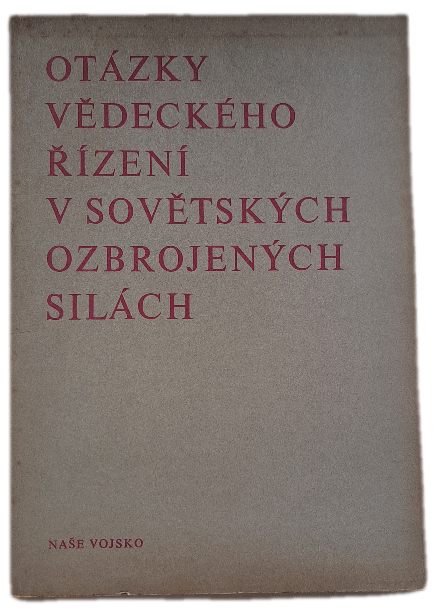 OTÁZKY
VĚDECKÉHO
ŘÍZENÍ
V SOVĚTSKÝCH
OZBROJENÝCH
SILÁCH
NAŠE VOJSKO